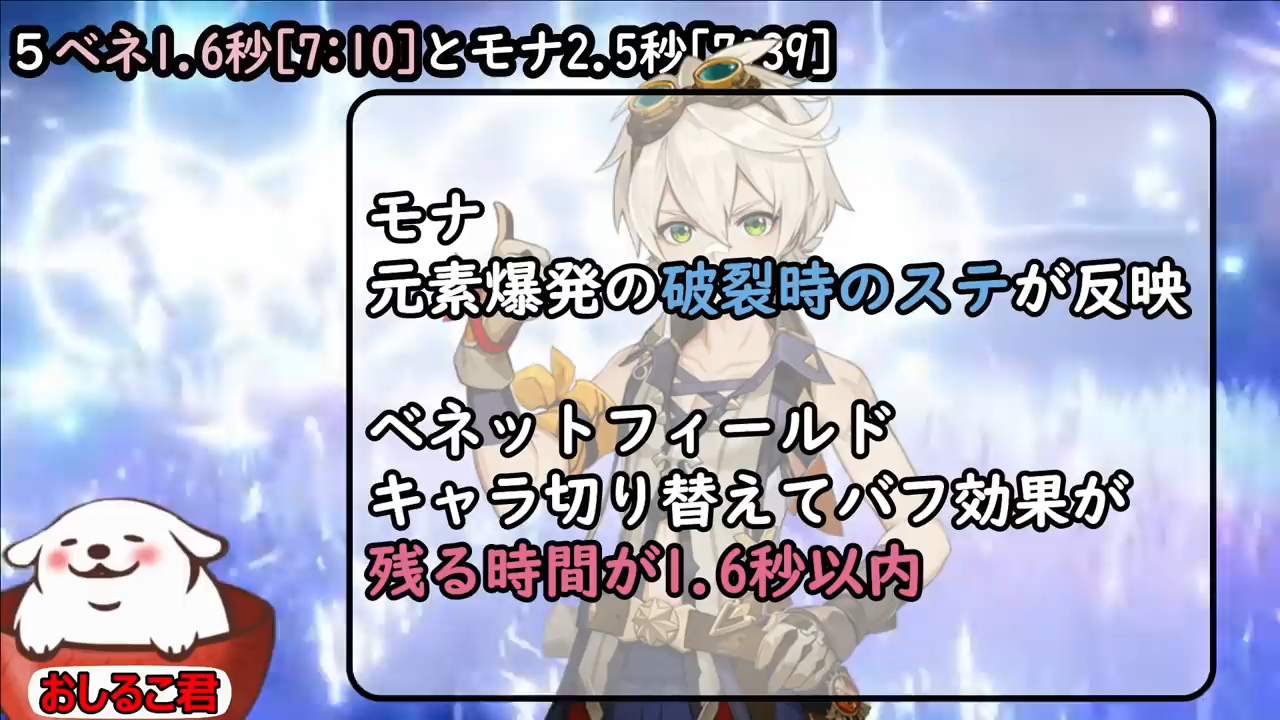 5ベネ1.6秒[7:10]とモナ2.5秒[7:39]
モナ
元素爆発の破裂時のステが反映
ベネットフィールド
キャラ切り替えてバフ効果が
残る時間が1.6秒以内
おしるこ君